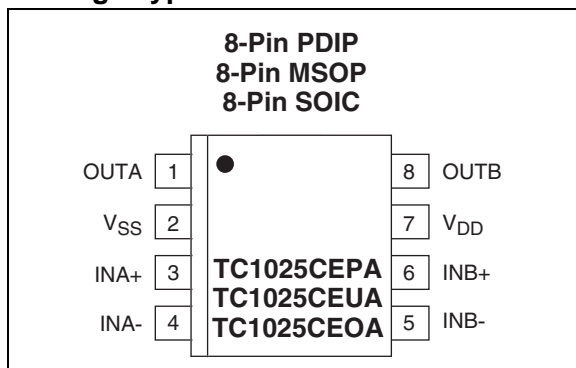 8-Pin PDIP
8-Pin MSOP
8-Pin SOIC
OUTA 1 8 OUTB
VSS 2 7 VDD
INA+ 3 TC1025CEPA 6 INB+
TC1025CEUA
INA- 4 TC1025CEOA 5 INB-